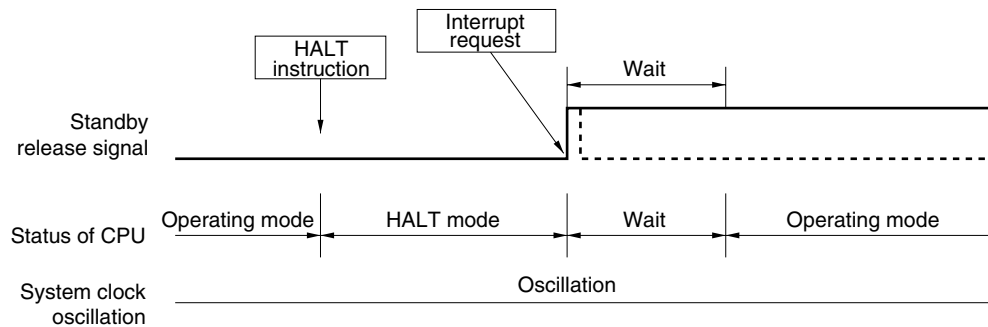 Interrupt
request
HALT
instruction
Wait
Standby
release signal
Operating mode
HALT mode
Wait
Operating mode
Status of CPU
Oscillation
System clock
oscillation